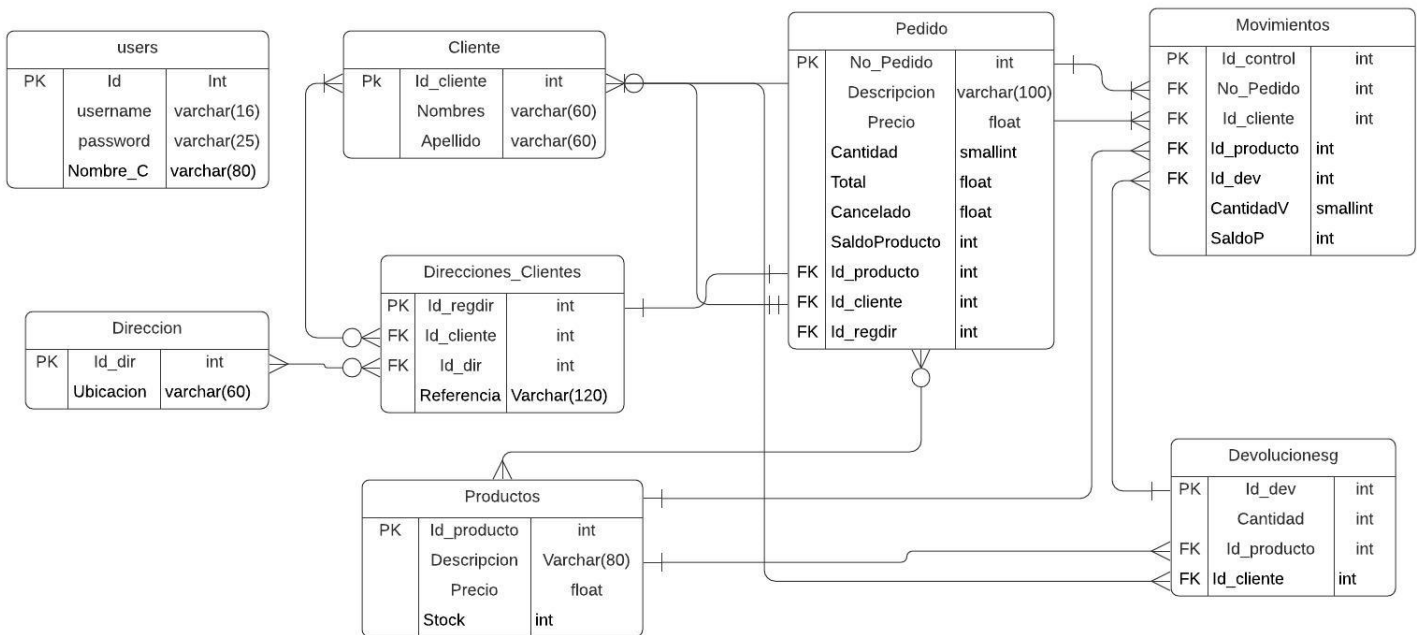 users
PK Id Int
username varchar(16)
password varchar(25)
Nombre_C varchar(80)
Cliente
Pk Id_cliente int
Nombres varchar(60)
Apellido varchar(60)
Pedido
PK No_Pedido int
Descripcion varchar(100)
Precio float
Cantidad smallint
Total float
Cancelado float
SaldoProducto int
FK Id_producto int
FK Id_cliente int
FK Id_regdir int
Movimientos
PK Id_control int
FK No_Pedido int
FK Id_cliente int
FK Id_producto int
FK Id_dev int
CantidadV smallint
SaldoP int
Direccion
PK Id_dir int
Ubicacion varchar(60)
Direcciones_Clientes
PK Id_regdir int
FK Id_cliente int
FK Id_dir int
Referencia Varchar(120)
Productos
PK Id_producto int
Descripcion Varchar(80)
Precio float
Stock int
Devolucionesg
PK Id_dev int
Cantidad int
FK Id_producto int
FK Id_cliente int